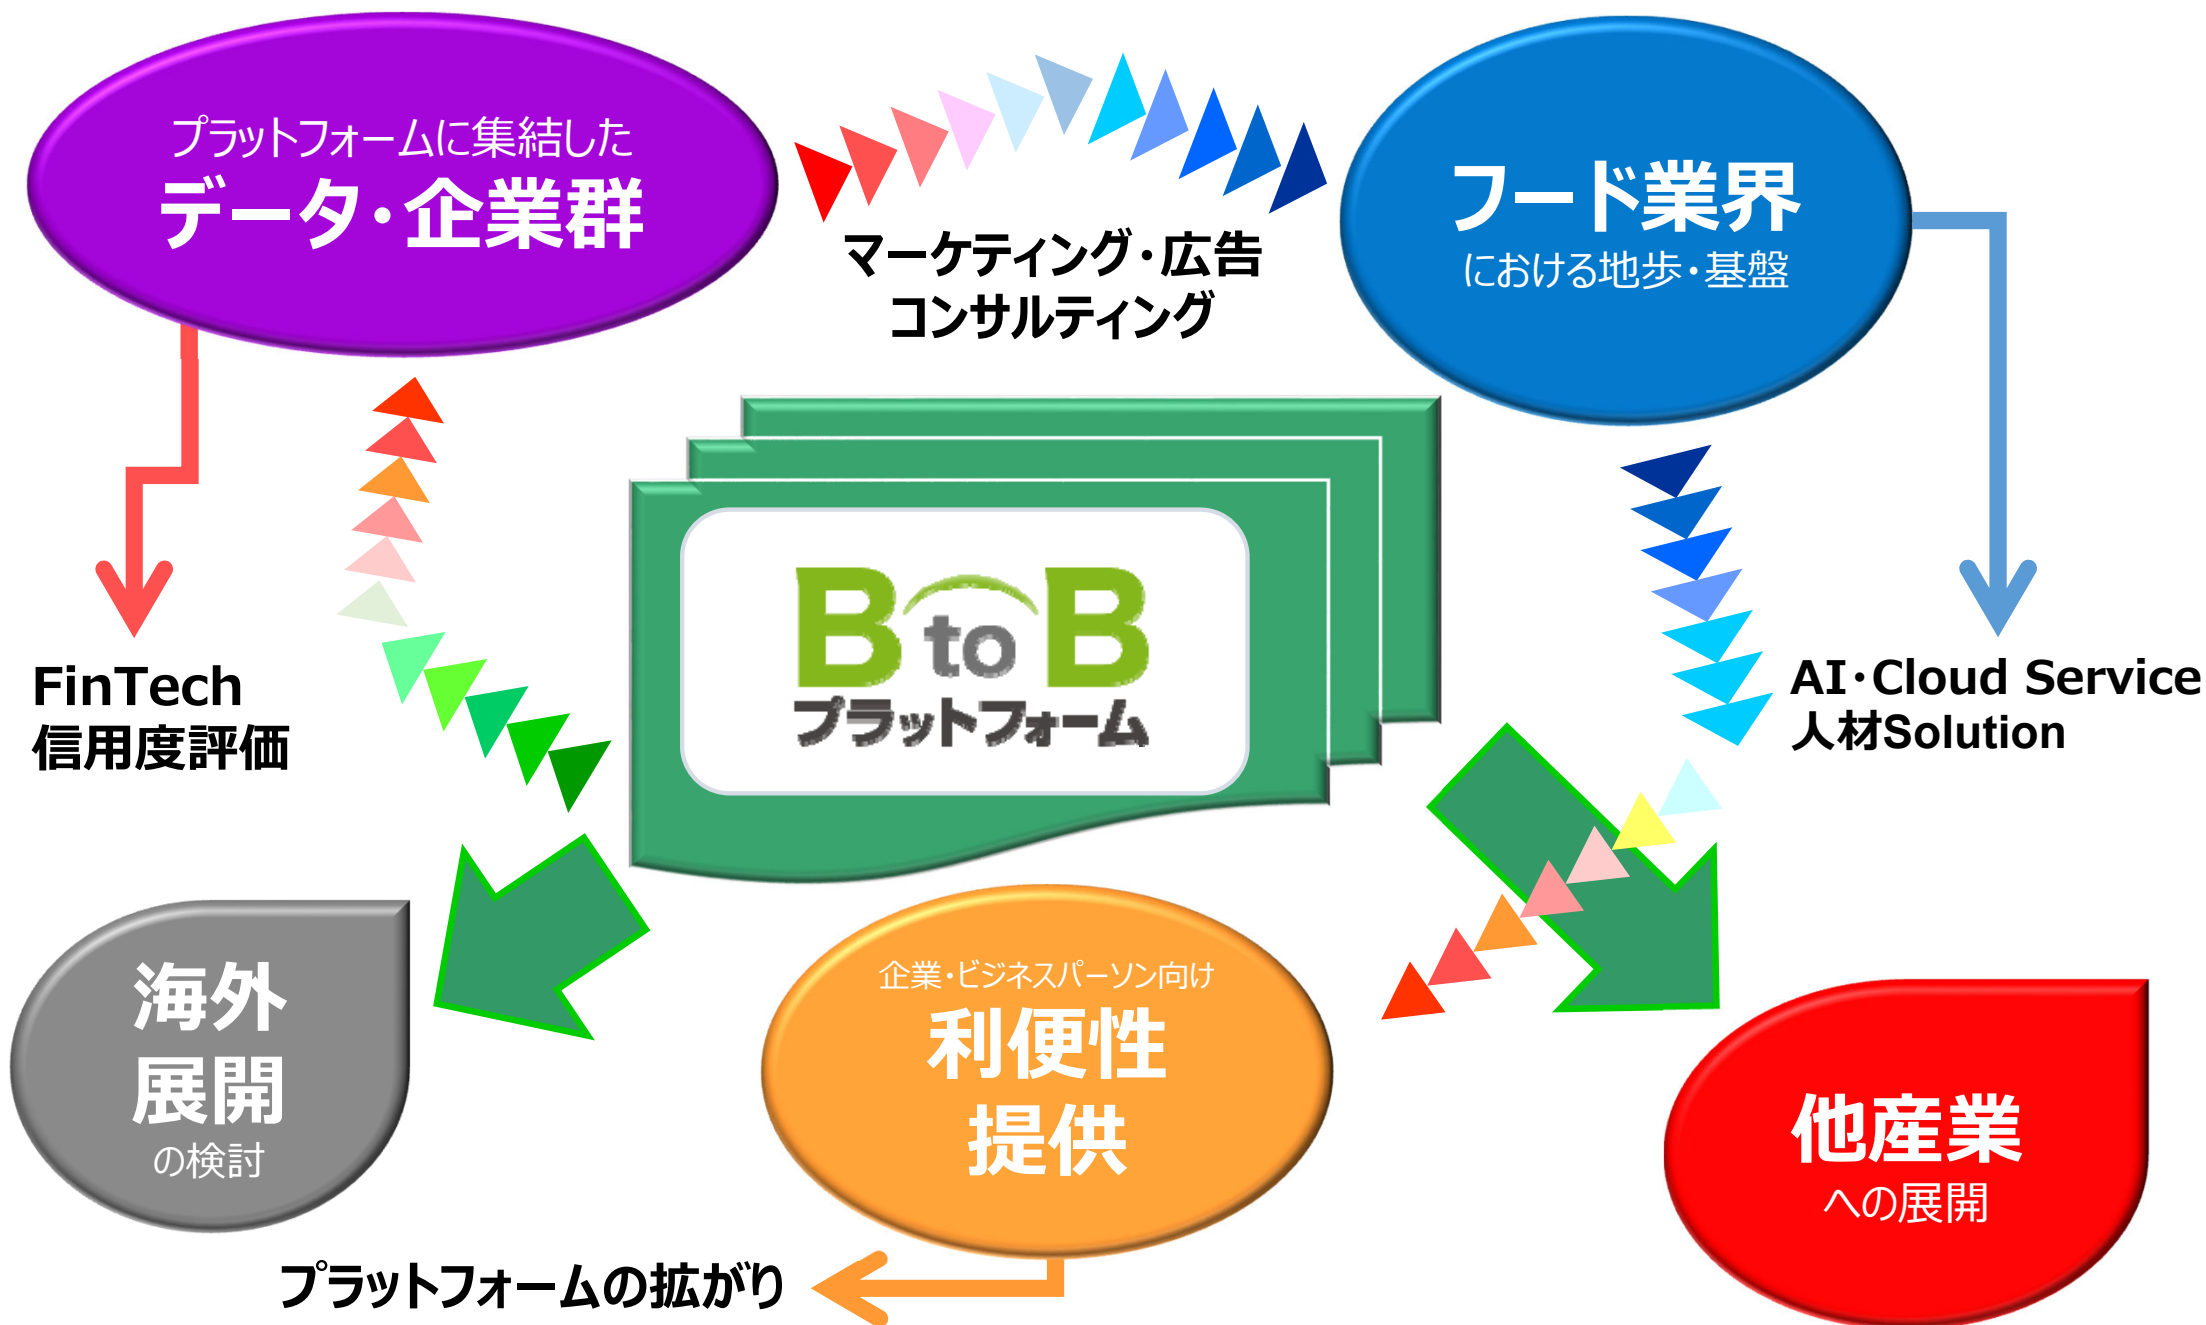 プラットフォームに集結した
データ・企業群
マーケティング・広告
コンサルティング
フード業界
における地歩・基盤
B to B
プラットフォーム
FinTech
信用度評価
AI・Cloud Service
人材Solution
海外
展開
の検討
企業・ビジネスパーソン向け
利便性
提供
他産業
への展開
プラットフォームの拡がり